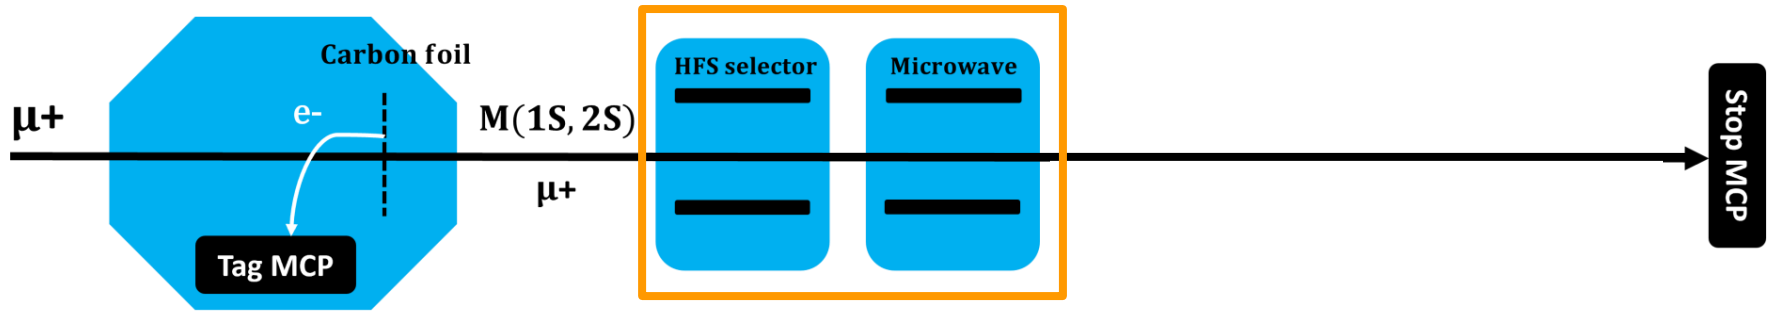 μ+
Carbon foil
e-
Tag MCP
M(1S, 2S)
μ+
HFS selector
Microwave
Stop MCP